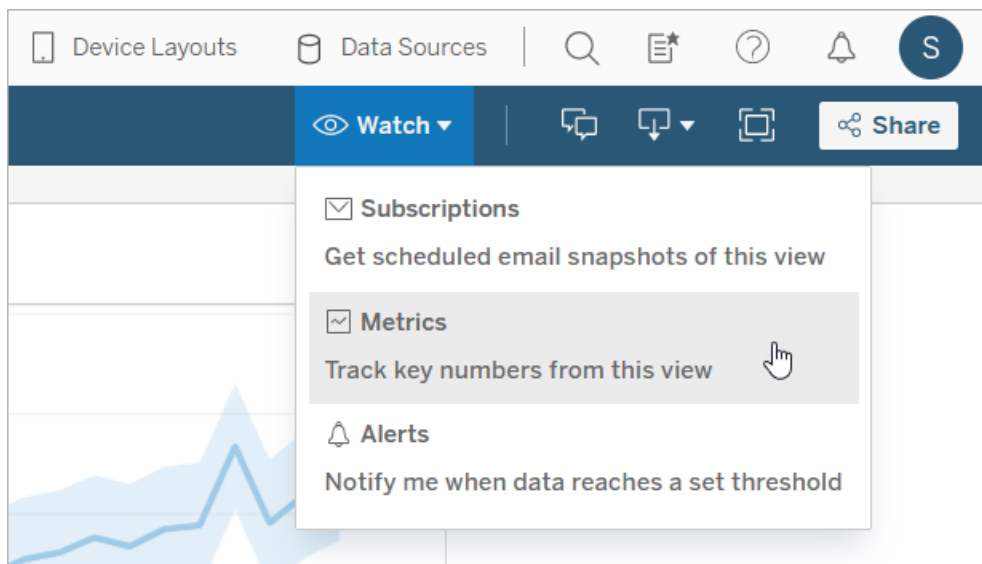 Device Layouts
Data Sources
S
Watch
Share
Subscriptions
Get scheduled email snapshots of this view
Metrics
Track key numbers from this view
Alerts
Notify me when data reaches a set threshold